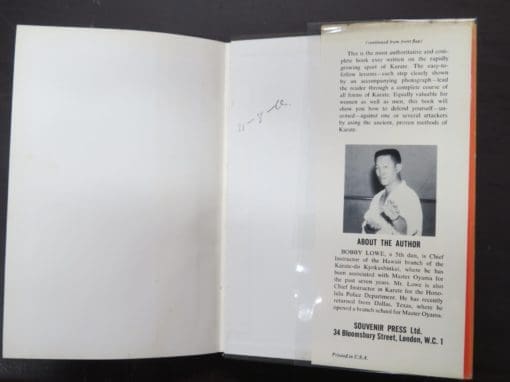 (continued from front flap)
This is the most authoritative and com-
plete book ever written on the rapidly
growing sport of Karate. The easy-to-
follow lessons—each step clearly shown
by an accompanying photograph—lead
the reader through a complete course of
all forms of Karate. Equally valuable for
women as well as men, this book will
show you how to defend yourself—un-
armed—against one or several attackers
by using the ancient, proven methods of
Karate.
ABOUT THE AUTHOR
BOBBY LOWE, a 5th dan, is Chief
Instructor of the Hawaii branch of the
Karate-do Kyokushinkai, where he has
been associated with Master Oyama for
the past seven years. Mr. Lowe is also
Chief Instructor in Karate for the Hono-
lulu Police Department. He has recently
returned from Dallas, Texas, where he
opened a branch school for Master Oyama.
SOUVENIR PRESS Ltd.
34 Bloomsbury Street, London, W.C. 1
Printed in U.S.A.